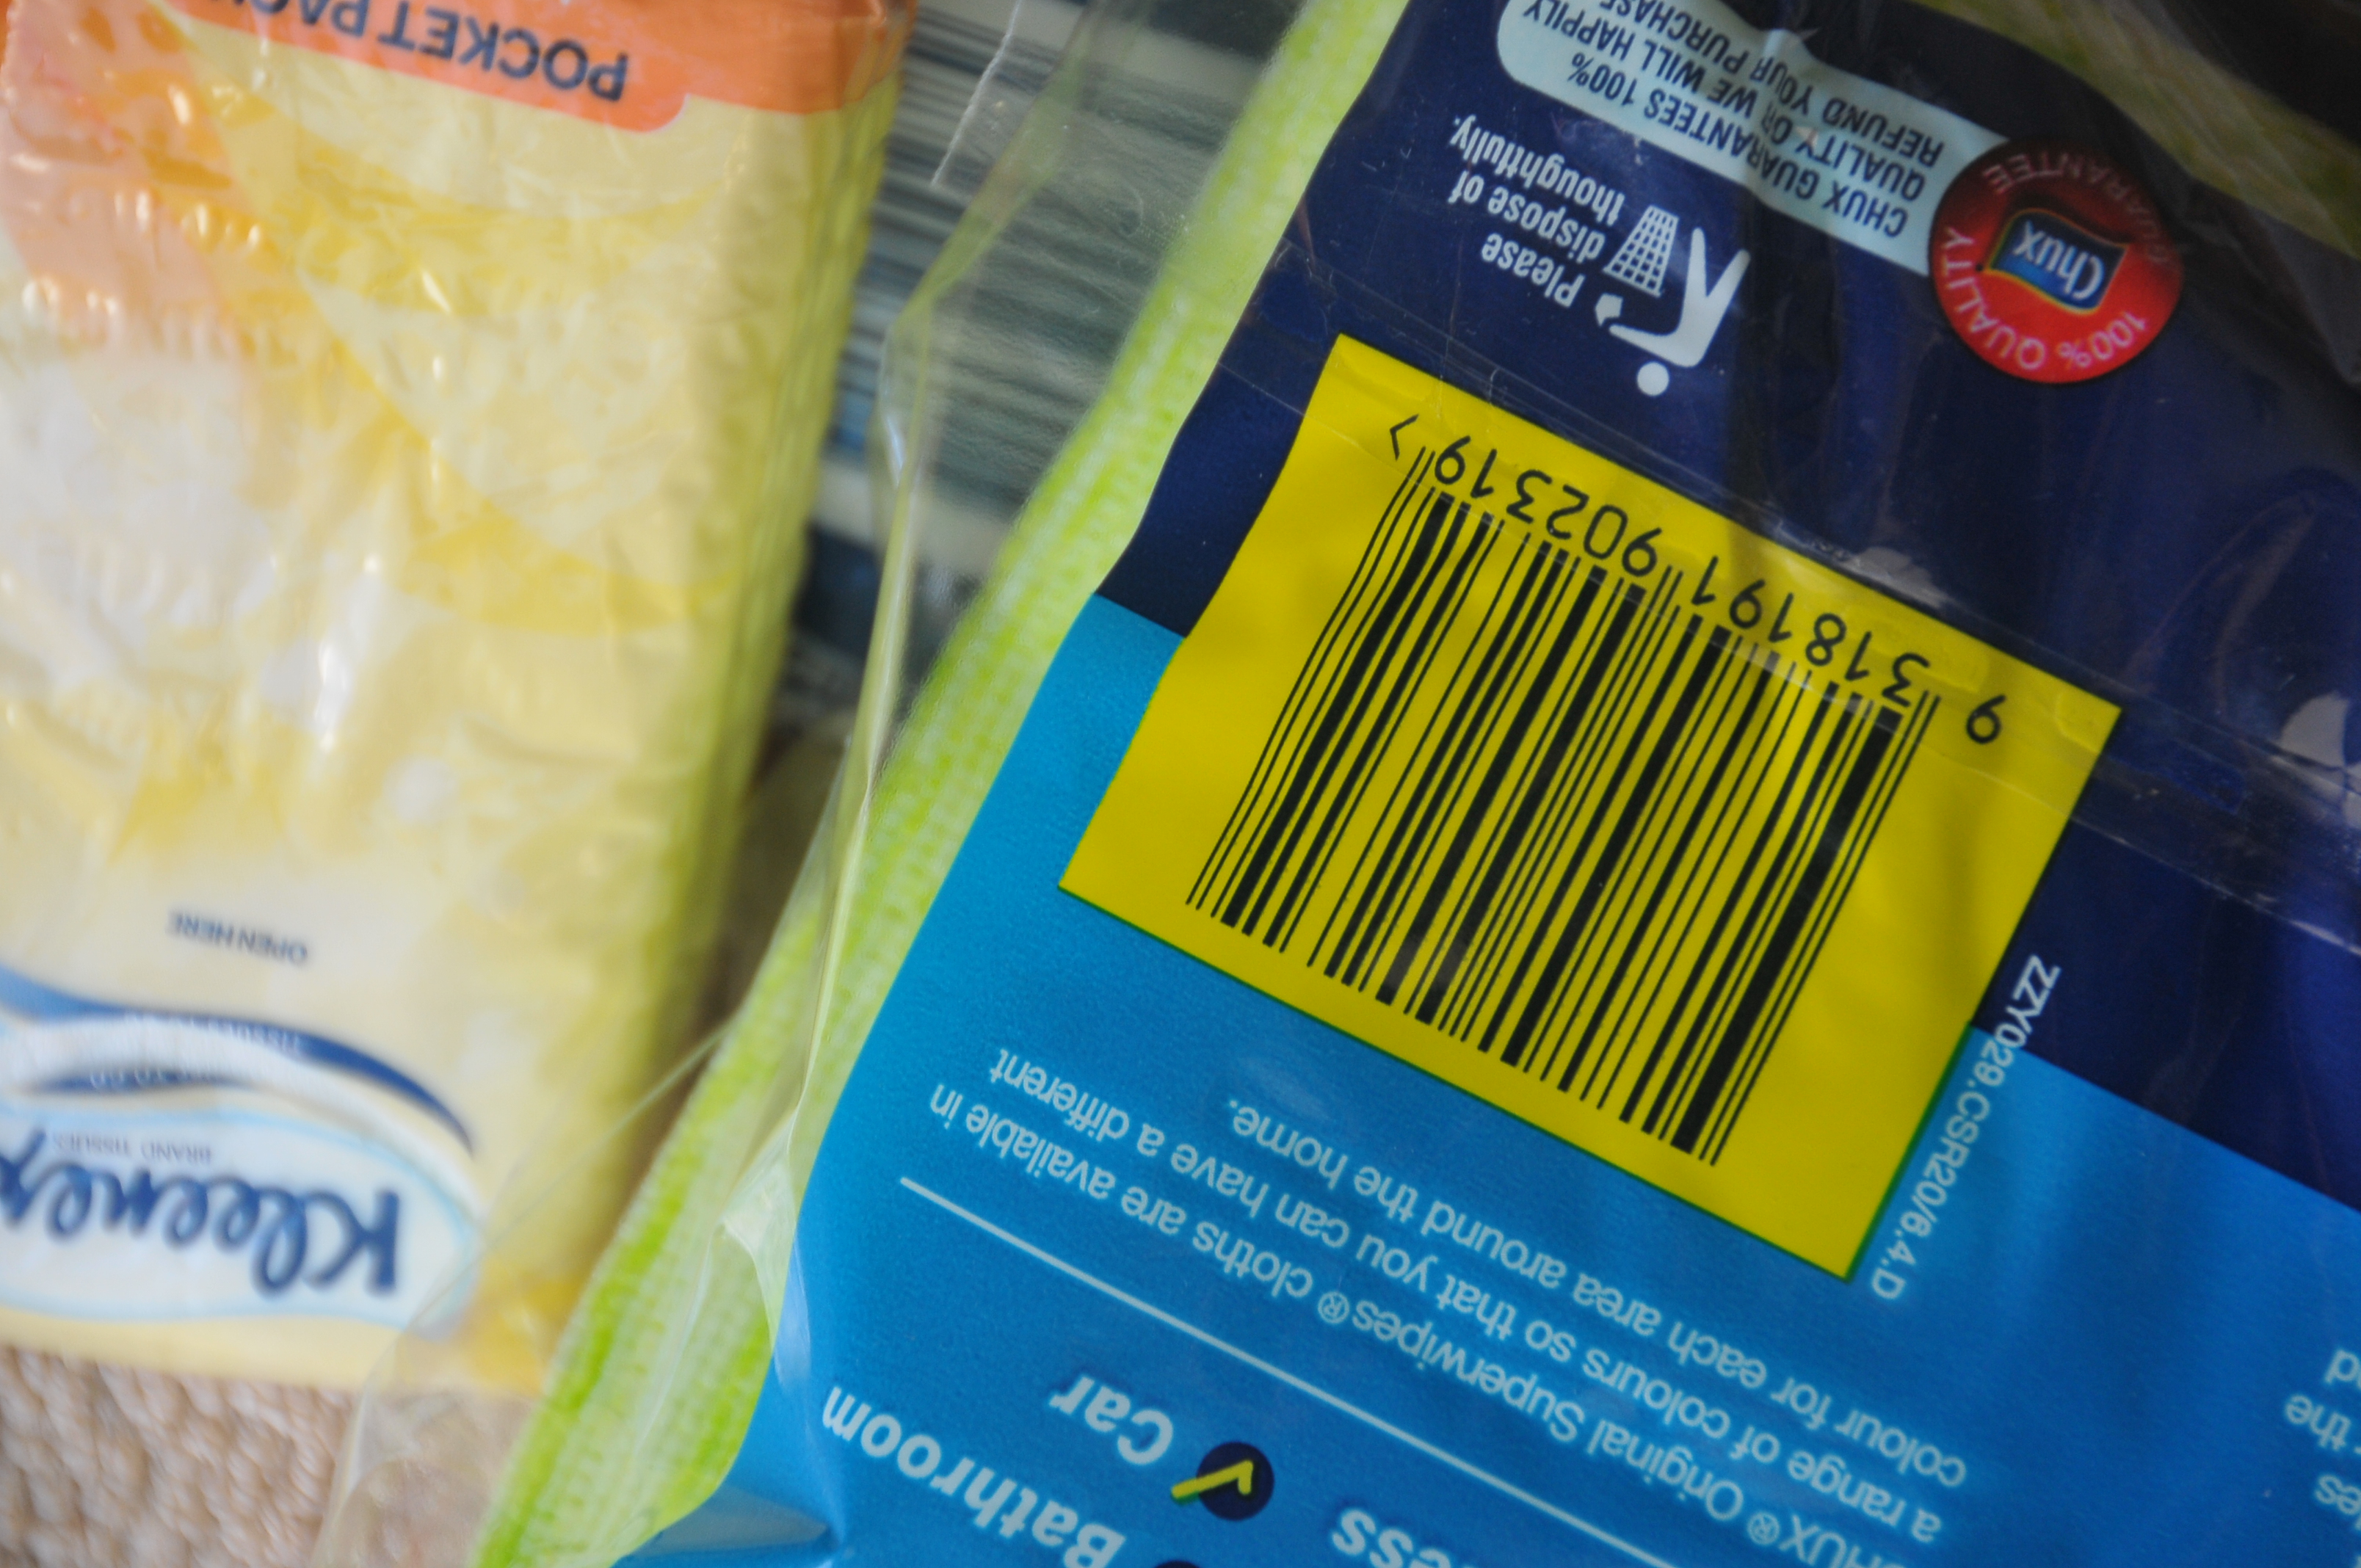 Kleenex
BRAND TISSUES
OPEN HERE
POCKET PAC
Bathroom
Car
ess
CHUX® Original Superwipes® cloths are available in
a range of colours so that you can have a different
colour for each area around the home.
ZZY029.CSR20/6.4.D
9 318191 902319 >
Please
dispose of
thoughtfully.
100% QUALITY
Chux
GUARANTEE
CHUX GUARANTEES 100%
QUALITY OR WE WILL HAPPILY
REFUND YOUR PURCHASE
the